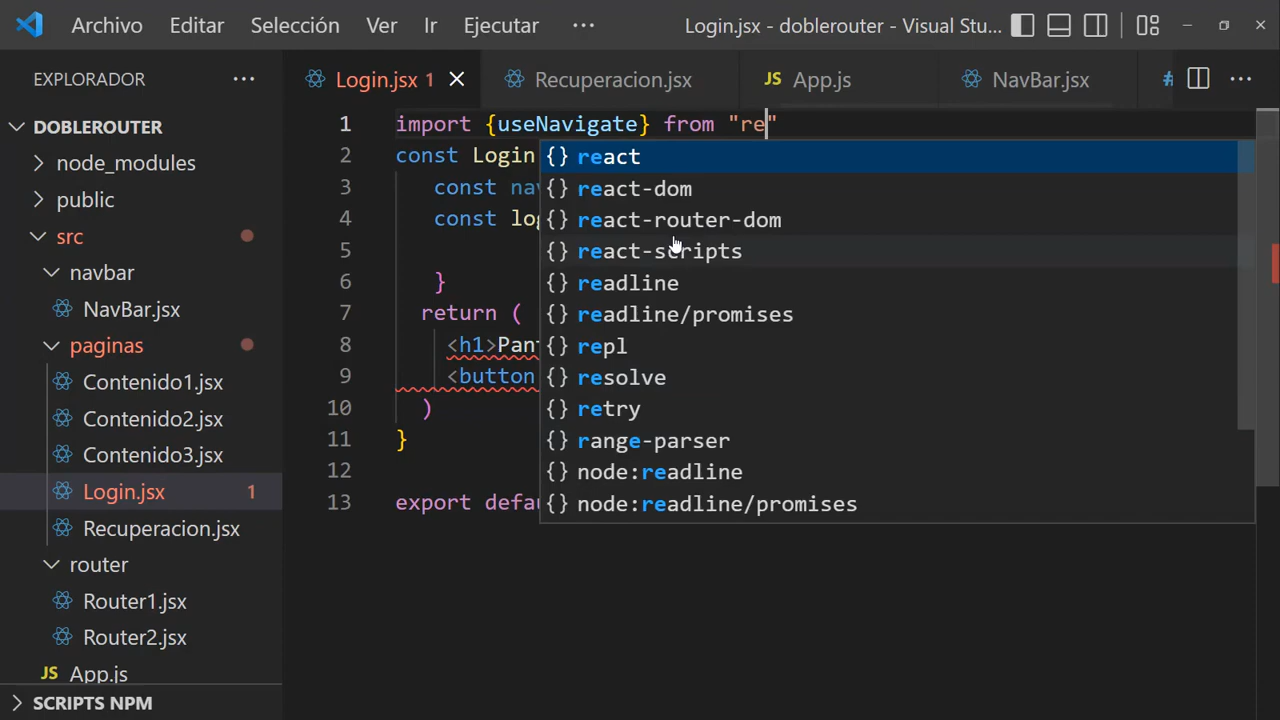 Archivo Editar Selección Ver Ir Ejecutar ··· Login.jsx - doblerouter - Visual Stu...
EXPLORADOR ···
Login.jsx 1 Recuperacion.jsx JS App.js NavBar.jsx # ···
DOBLEROUTER
node_modules
public
src
navbar
NavBar.jsx
paginas
Contenido1.jsx
Contenido2.jsx
Contenido3.jsx
Login.jsx 1
Recuperacion.jsx
router
Router1.jsx
Router2.jsx
JS App.js
SCRIPTS NPM
1 import {useNavigate} from "re"
2 const Login
3 const nav
4 const log
5
6 }
7 return (
8 <h1>Pant
9 <button
10 )
11 }
12
13 export defau
{} react
{} react-dom
{} react-router-dom
{} react-scripts
{} readline
{} readline/promises
{} repl
{} resolve
{} retry
{} range-parser
{} node:readline
{} node:readline/promises